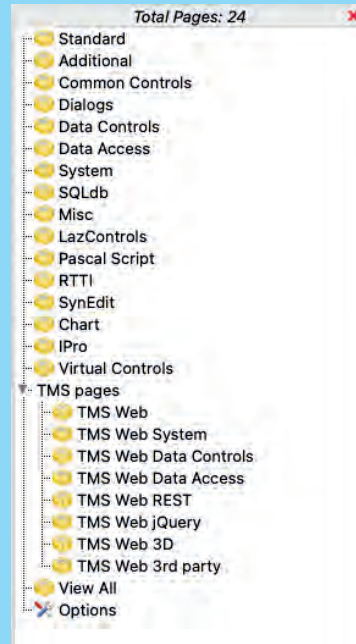 Total Pages: 24
Standard
Additional
Common Controls
Dialogs
Data Controls
Data Access
System
SQLdb
Misc
LazControls
Pascal Script
RTTI
SynEdit
Chart
IPro
Virtual Controls
TMS pages
TMS Web
TMS Web System
TMS Web Data Controls
TMS Web Data Access
TMS Web REST
TMS Web jQuery
TMS Web 3D
TMS Web 3rd party
View All
Options